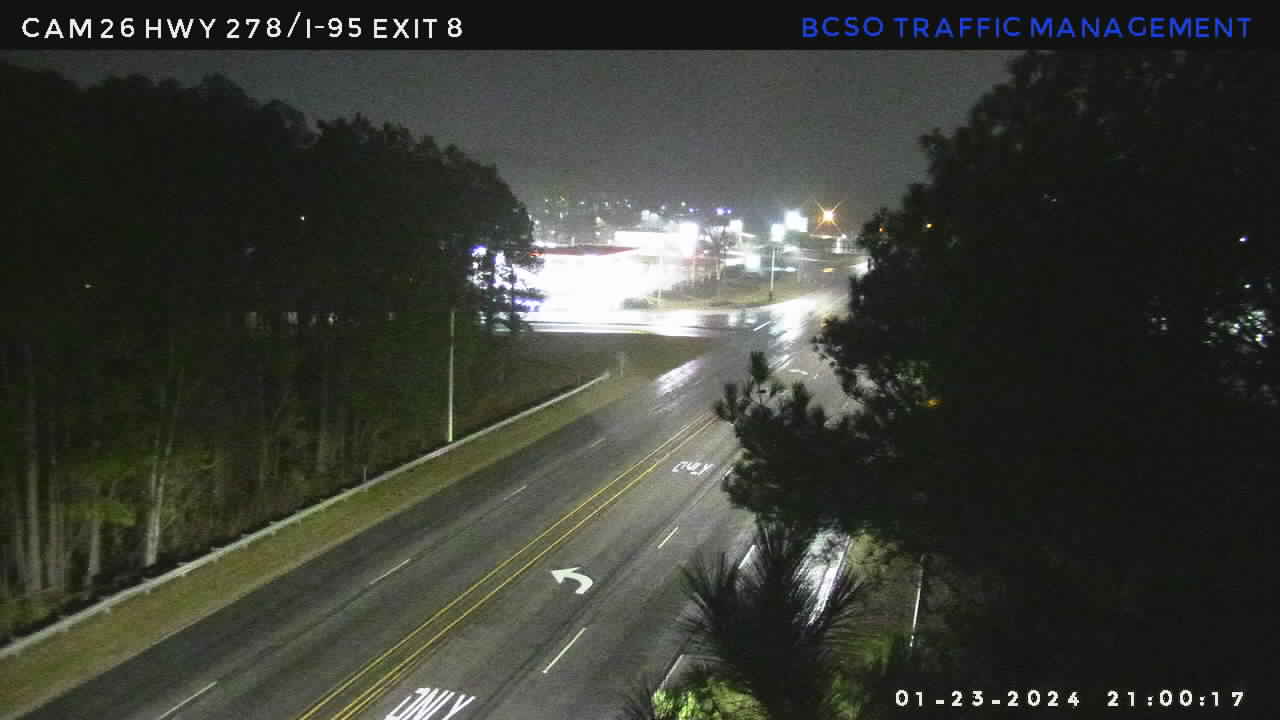 CAM 26 HWY 278/I-95 EXIT 8
BCSO TRAFFIC MANAGEMENT
ONLY
ONLY
01-23-2024 21:00:17